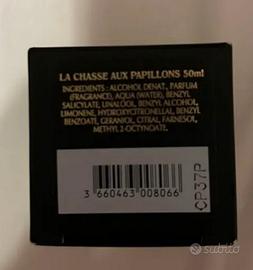 LA CHASSE AUX PAPILLONS 50ml
INGREDIENTS : ALCOHOL DENAT., PARFUM
(FRAGRANCE), AQUA (WATER), BENZYL
SALICYLATE, LINALOOL, BENZYL ALCOHOL,
LIMONENE, HYDROXYCITRONELLAL, BENZYL
BENZOATE, GERANIOL, CITRAL, FARNESOL,
METHYL 2-OCTYNOATE.
3 660463 008066
CP37P
subito